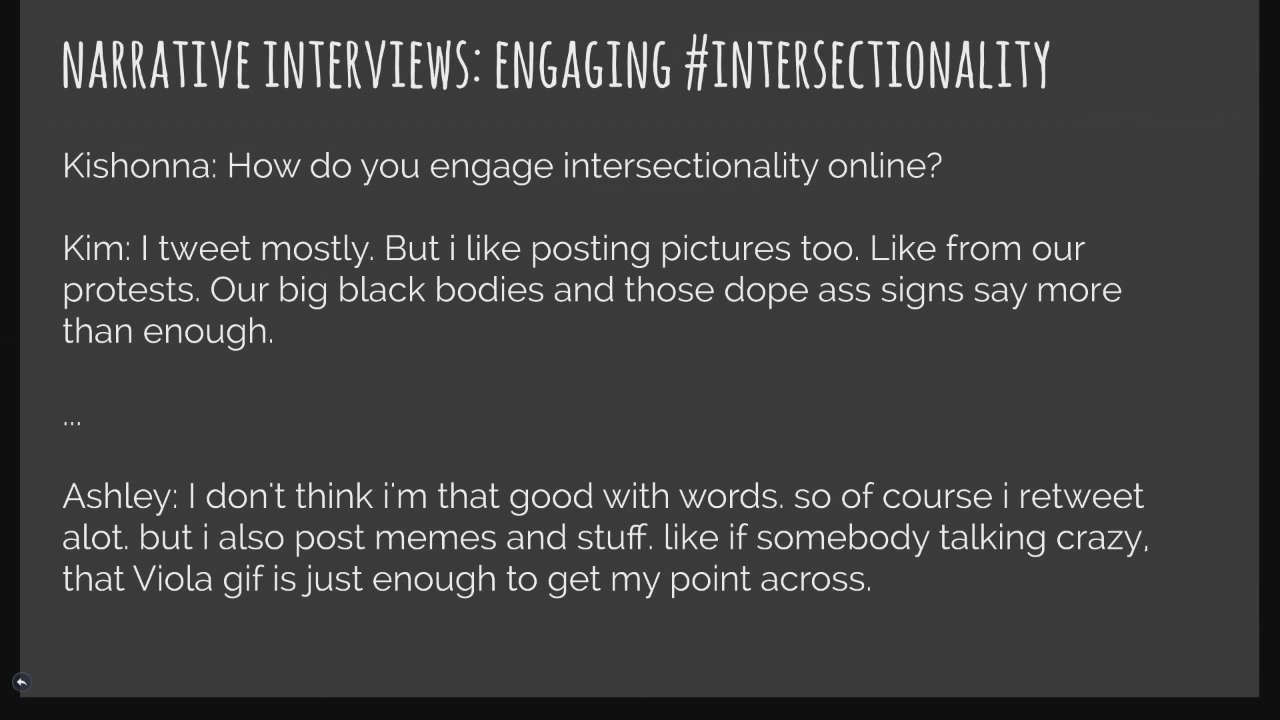 NARRATIVE INTERVIEWS: ENGAGING #INTERSECTIONALITY
Kishonna: How do you engage intersectionality online?
Kim: I tweet mostly. But i like posting pictures too. Like from our
protests. Our big black bodies and those dope ass signs say more
than enough.
...
Ashley: I don't think i'm that good with words. so of course i retweet
alot. but i also post memes and stuff. like if somebody talking crazy,
that Viola gif is just enough to get my point across.